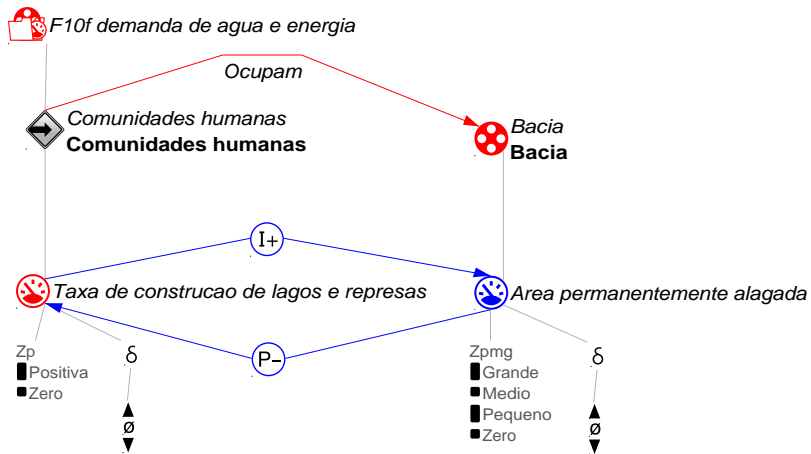 F10f demanda de agua e energia
Ocupam
Comunidades humanas
Comunidades humanas
Bacia
Bacia
I+
Taxa de construcao de lagos e represas
Area permanentemente alagada
P–
Zp
Positiva
Zero
δ
ø
Zpmg
Grande
Medio
Pequeno
Zero
δ
ø